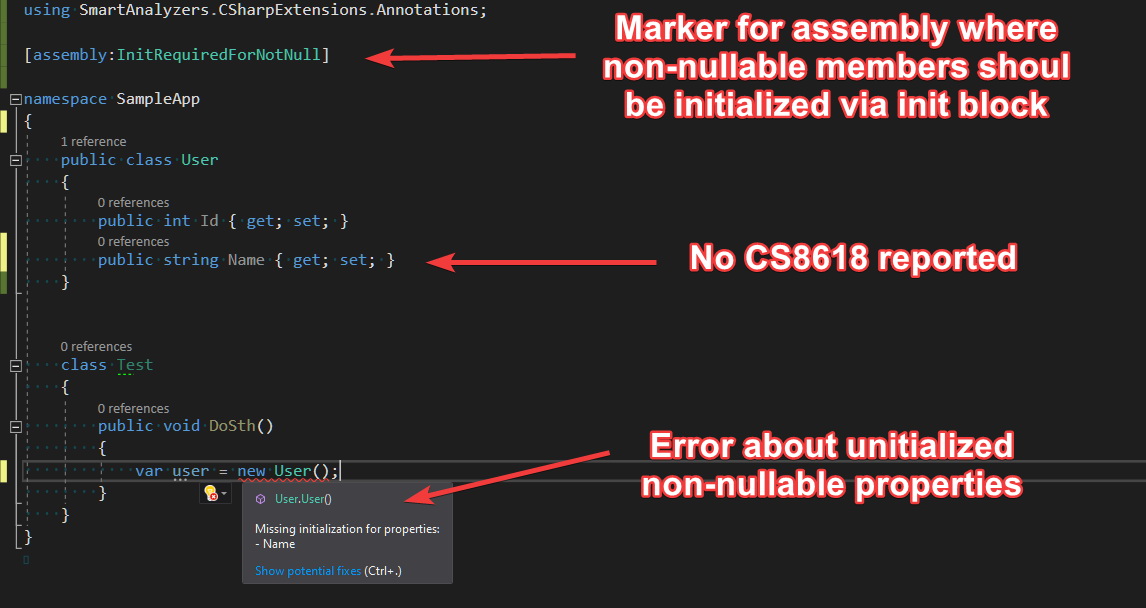 using SmartAnalyzers.CSharpExtensions.Annotations;
Marker for assembly where
non-nullable members shoul
be initialized via init block
[assembly:InitRequiredForNotNull]
namespace SampleApp
{
1 reference
public class User
{
0 references
public int Id { get; set; }
0 references
public string Name { get; set; }
No CS8618 reported
}
0 references
class Test
{
0 references
public void DoSth()
{
Error about unitialized
non-nullable properties
var user = new User();
}
User.User()
Missing initialization for properties:
- Name
Show potential fixes (Ctrl+.)
}
}